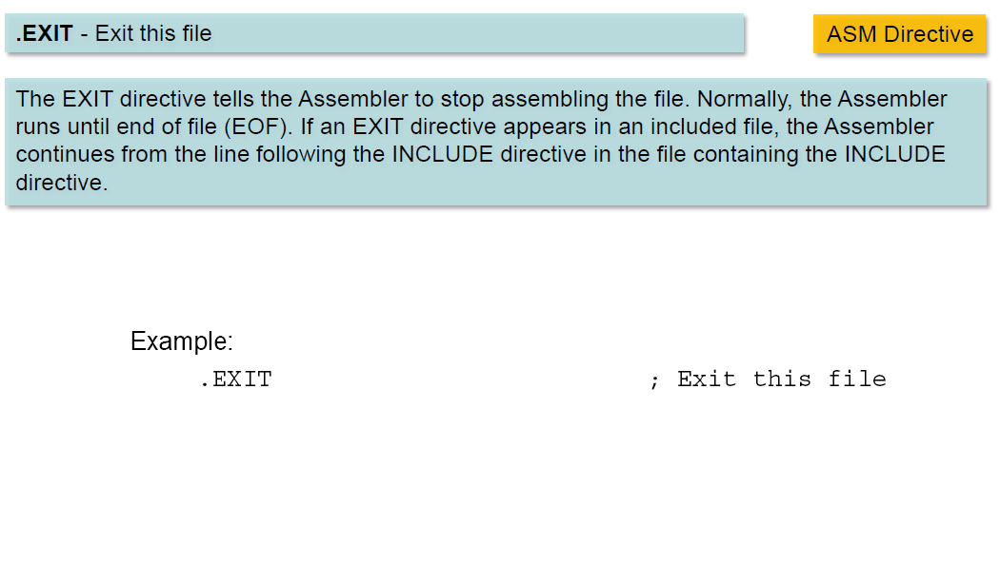 .EXIT - Exit this file
ASM Directive
The EXIT directive tells the Assembler to stop assembling the file. Normally, the Assembler
runs until end of file (EOF). If an EXIT directive appears in an included file, the Assembler
continues from the line following the INCLUDE directive in the file containing the INCLUDE
directive.
Example:
.EXIT ; Exit this file